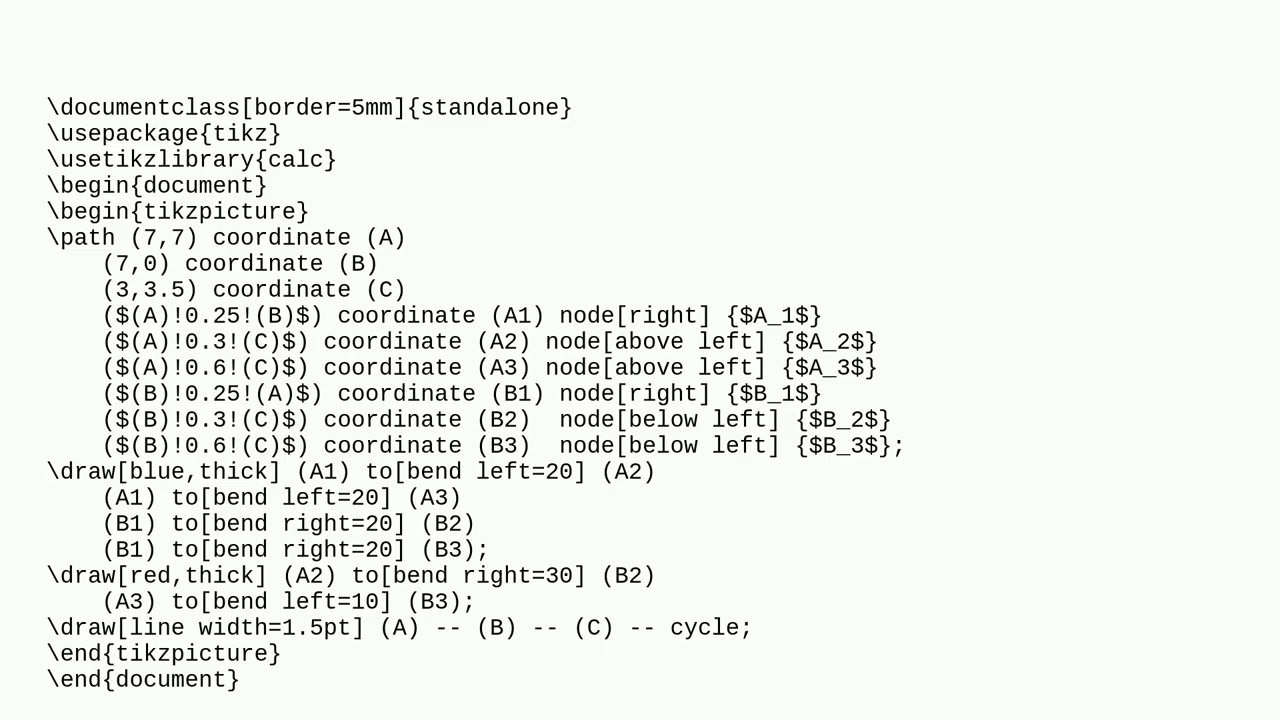 \documentclass[border=5mm]{standalone}
\usepackage{tikz}
\usetikzlibrary{calc}
\begin{document}
\begin{tikzpicture}
\path (7,7) coordinate (A)
    (7,0) coordinate (B)
    (3,3.5) coordinate (C)
    ($(A)!0.25!(B)$) coordinate (A1) node[right] {$A_1$}
    ($(A)!0.3!(C)$) coordinate (A2) node[above left] {$A_2$}
    ($(A)!0.6!(C)$) coordinate (A3) node[above left] {$A_3$}
    ($(B)!0.25!(A)$) coordinate (B1) node[right] {$B_1$}
    ($(B)!0.3!(C)$) coordinate (B2)  node[below left] {$B_2$}
    ($(B)!0.6!(C)$) coordinate (B3)  node[below left] {$B_3$};
\draw[blue,thick] (A1) to[bend left=20] (A2)
    (A1) to[bend left=20] (A3)
    (B1) to[bend right=20] (B2)
    (B1) to[bend right=20] (B3);
\draw[red,thick] (A2) to[bend right=30] (B2)
    (A3) to[bend left=10] (B3);
\draw[line width=1.5pt] (A) -- (B) -- (C) -- cycle;
\end{tikzpicture}
\end{document}